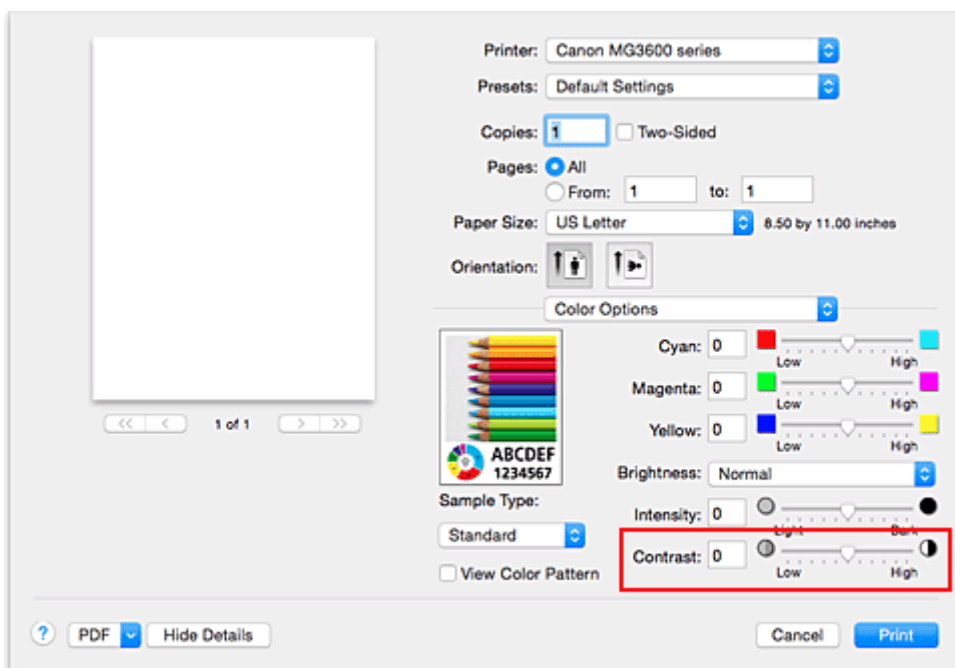 Printer: Canon MG3600 series
Presets: Default Settings
Copies: 1 Two-Sided
Pages: All
From: 1 to: 1
Paper Size: US Letter 8.50 by 11.00 inches
Orientation:
Color Options
Cyan: 0
Low High
Magenta: 0
Low High
Yellow: 0
Low High
<< < 1 of 1 > >>
ABCDEF
1234567
Brightness: Normal
Sample Type:
Intensity: 0
Light Dark
Standard
Contrast: 0
Low High
View Color Pattern
? PDF Hide Details Cancel Print